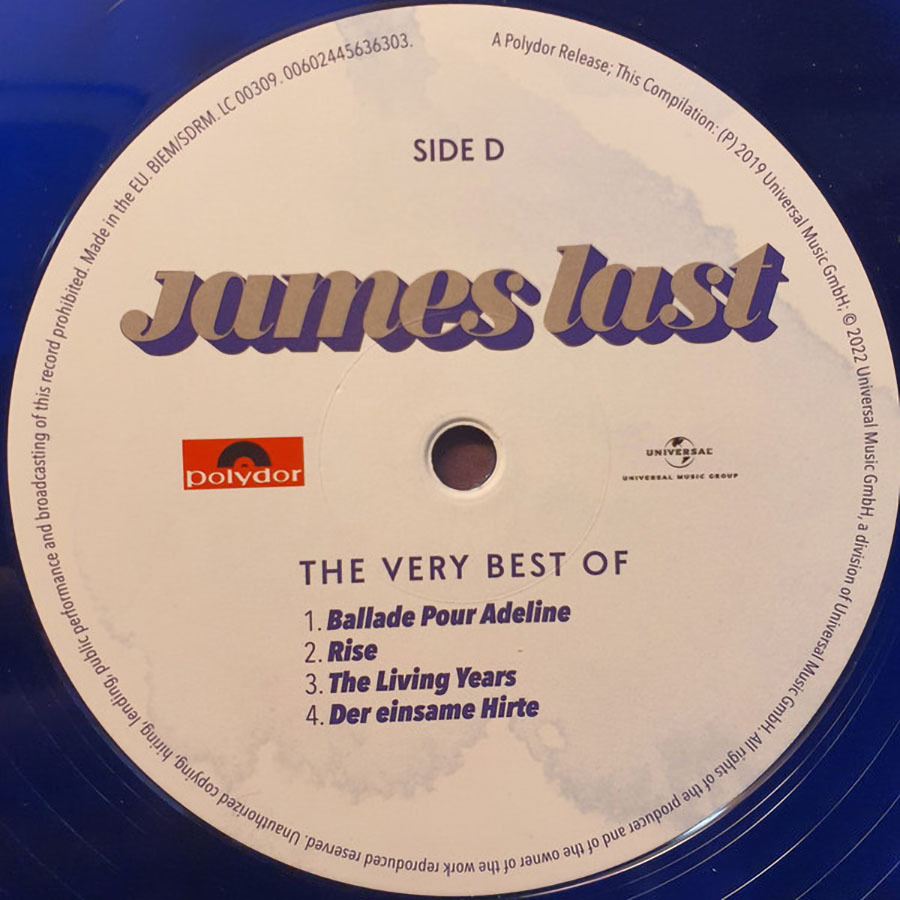 A Polydor Release; This Compilation: (P) 2019 Universal Music GmbH; © 2022 Universal Music GmbH, a division of Universal Music GmbH. All rights of the producer and of the owner of the work reproduced reserved. Unauthorized copying, hiring, lending, public performance and broadcasting of this record prohibited. Made in the EU. BIEM/SDRM. LC 00309. 00602445636303.
SIDE D
james last
polydor
UNIVERSAL
UNIVERSAL MUSIC GROUP
THE VERY BEST OF
1. Ballade Pour Adeline
2. Rise
3. The Living Years
4. Der einsame Hirte